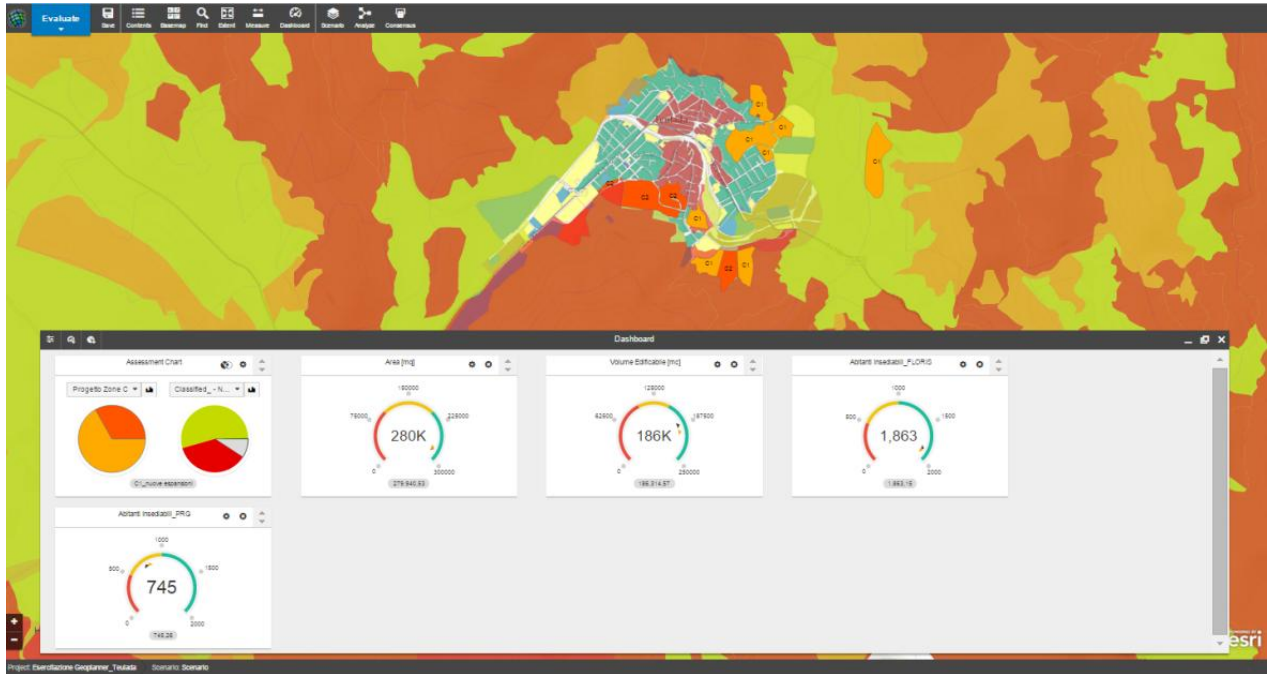 Evaluate
Save
Contents
Basemap
Find
Extent
Measure
Dashboard
Scenario
Analyze
Consensus
C1
C1
C1
C1
C1
C2
C2
C1
C1
C2
C1
Dashboard
Assessment Chart
Progetto Zone C
Classified_ - N...
C1_nuove espansioni
Area [mq]
150000
75000
225000
280K
0
300000
279.940,53
Volume Edificabile [mc]
125000
62500
187500
186K
0
250000
186.314,57
Abitanti Insediabili_FLORIS
1000
500
1500
1,863
0
2000
1.863,15
Abitanti Insediabili_PRG
1000
500
1500
745
0
2000
745,26
esri
Project: Esercitazione Geoplanner_Teulada
Scenario: Scenario